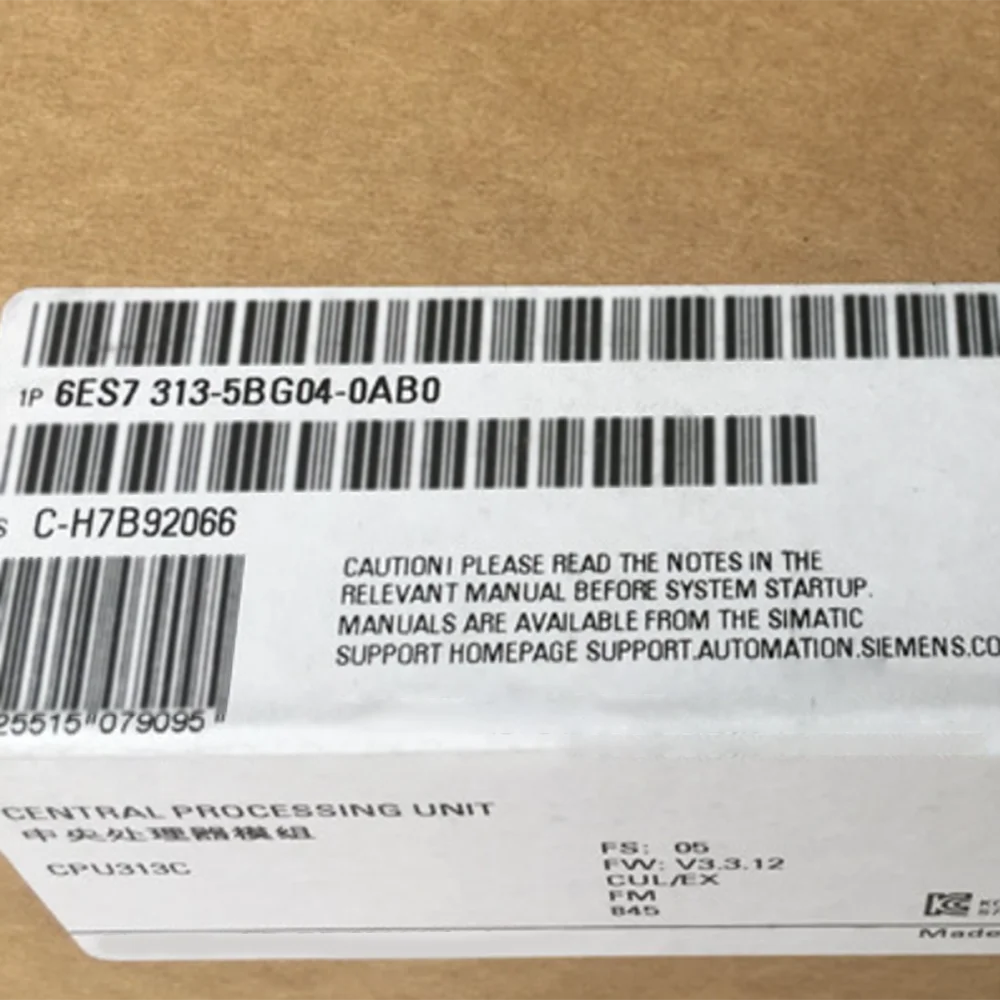 1P 6ES7 313-5BG04-0AB0
S C-H7B92066
CAUTION! PLEASE READ THE NOTES IN THE
RELEVANT MANUAL BEFORE SYSTEM STARTUP.
MANUALS ARE AVAILABLE FROM THE SIMATIC
SUPPORT HOMEPAGE SUPPORT.AUTOMATION.SIEMENS.CO
25515 079095
CENTRAL PROCESSING UNIT
中央处理器模组
CPU313C
FS: 05
FW: V3.3.12
CUL/EX
FM
845
Made